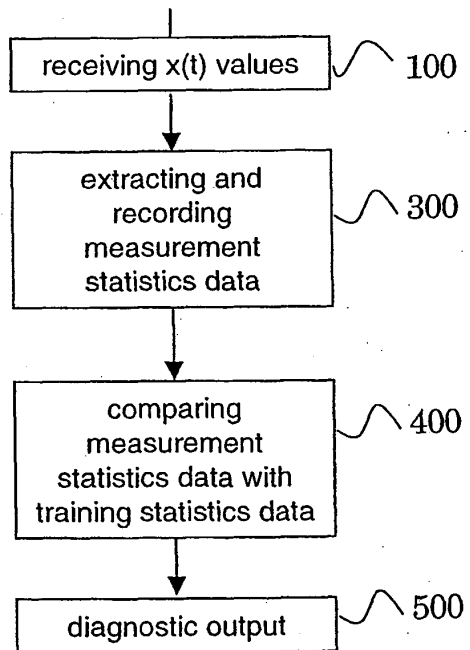 receiving x(t) values
100
extracting and
recording
measurement
statistics data
300
comparing
measurement
statistics data with
training statistics data
400
diagnostic output
500